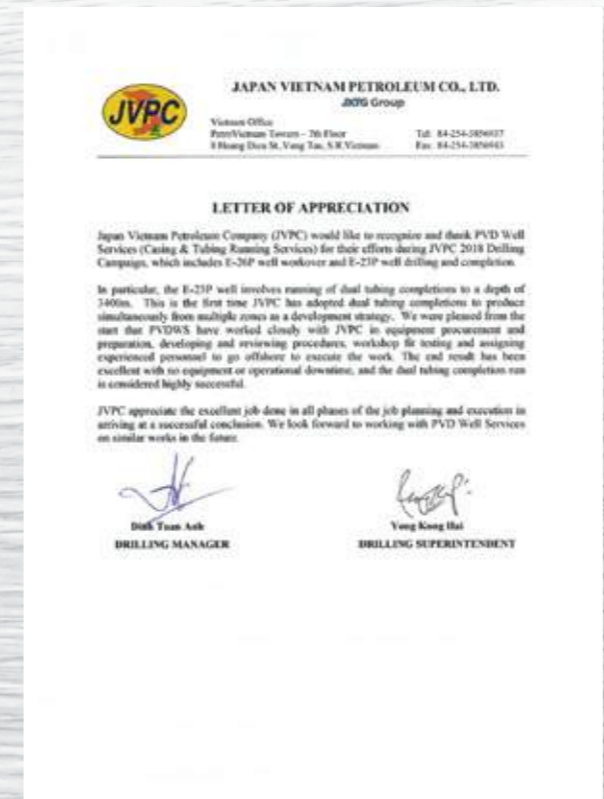 JVPC
JAPAN VIETNAM PETROLEUM CO., LTD.
JXTG Group
Vietnam Office
PetroVietnam Towers – 7th Floor
8 Hoang Dieu St, Vung Tau, S.R.Vietnam
Tel: 84-254-3856937
Fax: 84-254-3856943
LETTER OF APPRECIATION
Japan Vietnam Petroleum Company (JVPC) would like to recognize and thank PVD Well
Services (Casing & Tubing Running Services) for their efforts during JVPC 2018 Drilling
Campaign, which includes E-26P well workover and E-23P well drilling and completion.
In particular, the E-23P well involves running of dual tubing completions to a depth of
3400m. This is the first time JVPC has adopted dual tubing completions to produce
simultaneously from multiple zones as a development strategy. We were pleased from the
start that PVDWS have worked closely with JVPC in equipment procurement and
preparation, developing and reviewing procedures, workshop fit testing and assigning
experienced personnel to go offshore to execute the work. The end result has been
excellent with no equipment or operational downtime, and the dual tubing completion run
is considered highly successful.
JVPC appreciate the excellent job done in all phases of the job planning and execution in
arriving at a successful conclusion. We look forward to working with PVD Well Services
on similar works in the future.
Dinh Tuan Anh
DRILLING MANAGER
Yong Kong Hai
DRILLING SUPERINTENDENT